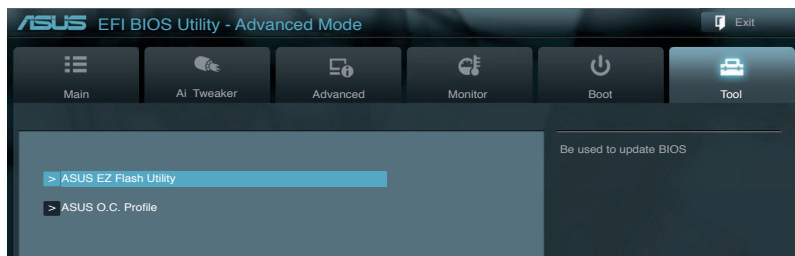 ASUS EFI BIOS Utility - Advanced Mode
Exit
Main
Ai Tweaker
Advanced
Monitor
Boot
Tool
Be used to update BIOS
> ASUS EZ Flash Utility
> ASUS O.C. Profile